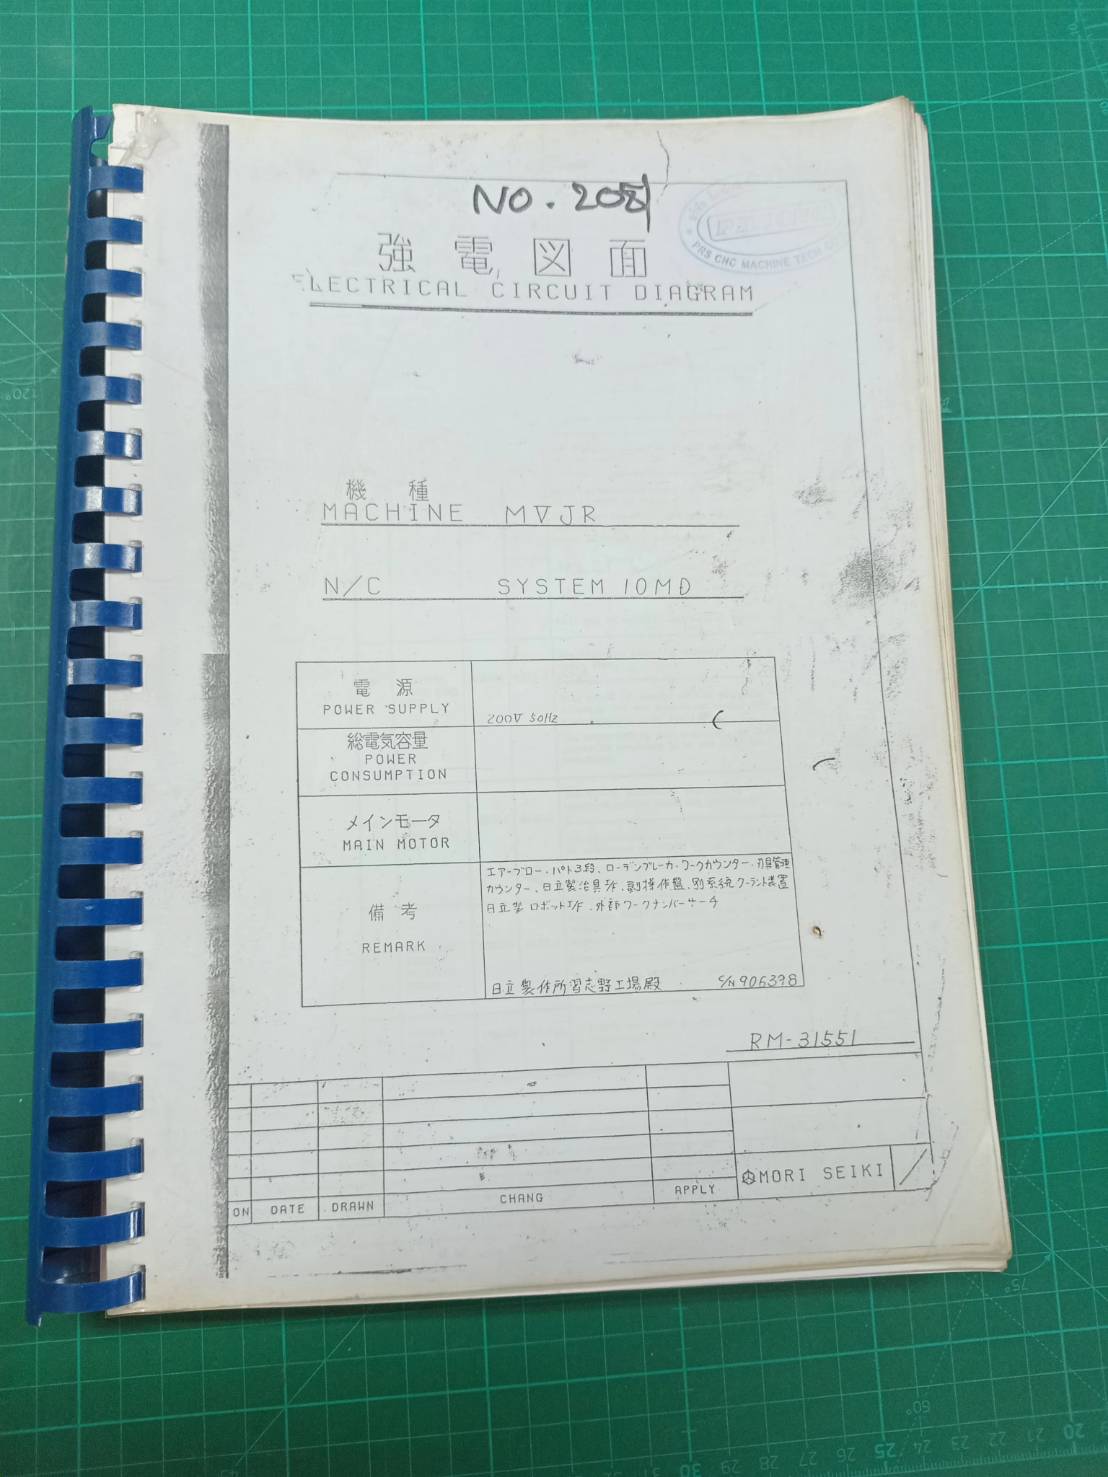 NO. 208
強電図面
ELECTRICAL CIRCUIT DIAGRAM
PRS CNC MACHINE TECH
機種
MACHINE MVJR
N/C SYSTEM 10MD
電源
POWER SUPPLY
200V 50Hz
総電気容量
POWER
CONSUMPTION
メインモータ
MAIN MOTOR
備考
REMARK
エアーブロー、パト3段、ローデンブレーカ、ワークカウンター、刃具管理
カウンター、日立製治具I/F、副操作盤、別系統クーラント装置
日立製ロボットI/F、外部ワークナンバーサーチ
日立製作所習志野工場殿 S/N 906398
RM-31551
ON DATE DRAWN CHANG APPLY
MORI SEIKI